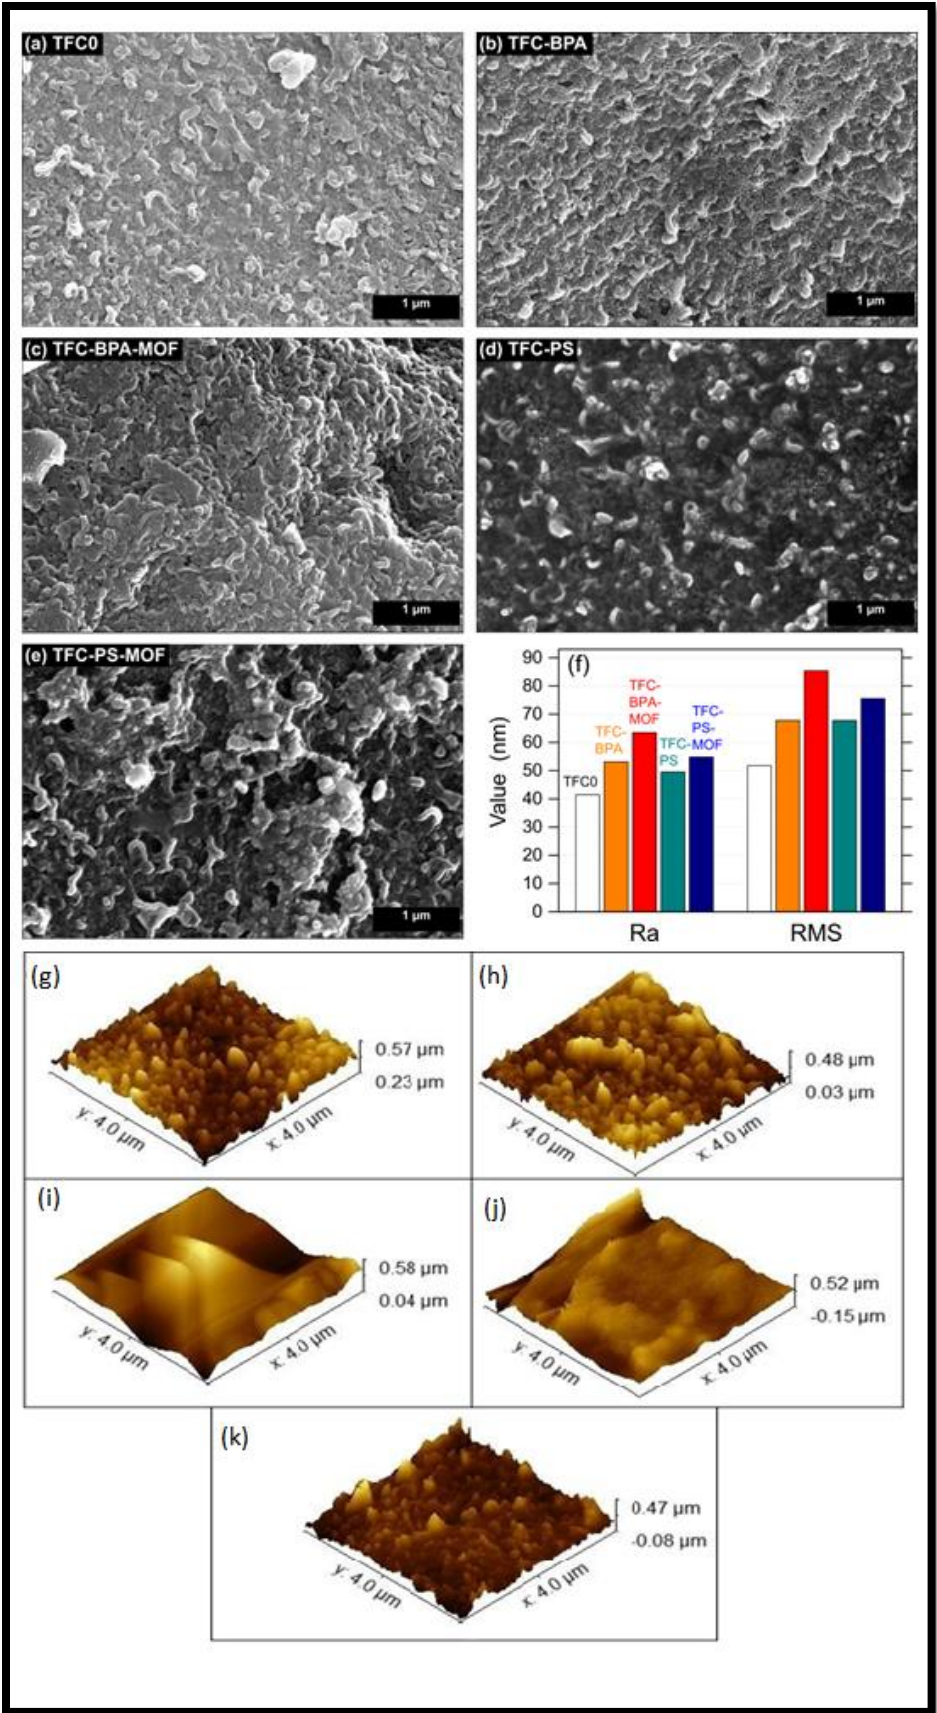 (a) TFC0
1 µm
(b) TFC-BPA
1 µm
(c) TFC-BPA-MOF
1 µm
(d) TFC-PS
1 µm
(e) TFC-PS-MOF
1 µm
(f)
Value (nm)
90
80
70
60
50
40
30
20
10
0
TFC0
TFC-
BPA
TFC-
BPA-
MOF
TFC-
PS
TFC-
PS-
MOF
Ra
RMS
(g)
0.57 µm
0.23 µm
y: 4.0 µm
x: 4.0 µm
(h)
0.48 µm
0.03 µm
y: 4.0 µm
x: 4.0 µm
(i)
0.58 µm
0.04 µm
y: 4.0 µm
x: 4.0 µm
(j)
0.52 µm
-0.15 µm
y: 4.0 µm
x: 4.0 µm
(k)
0.47 µm
-0.08 µm
y: 4.0 µm
x: 4.0 µm